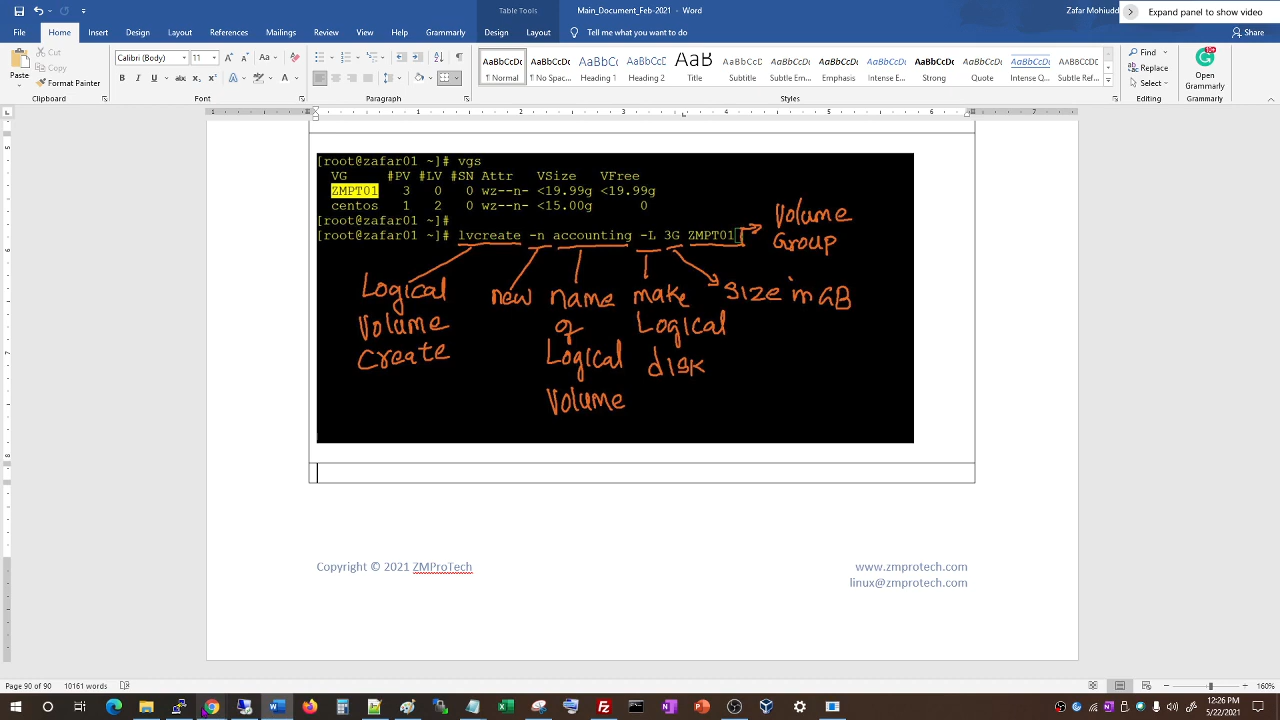 Table Tools
Main_Document_Feb-2021 - Word
Zafar Mohiudd
Expand panel to show the full
File Home Insert Draw Design Layout References Mailings Review View Help Grammarly Design Layout Tell me what you want to do Share
Paste Cut Copy Format Painter
Calibri (Body) 11
Clipboard Font Paragraph Styles Editing Grammarly
AaBbCcDc AaBbCcDc AaBbCc AaBbCcC AaB AaBbCcC AaBbCcDc AaBbCcDc AaBbCcDc AaBbCcDc AaBbCcDc AaBbCcDc AaBbCcDc
¶ Normal ¶ No Spac... Heading 1 Heading 2 Title Subtitle Subtle Em... Emphasis Intense E... Strong Quote Intense Q... Subtle Ref...
Find
Replace
Select
Open
Grammarly
[root@zafar01 ~]# vgs
VG #PV #LV #SN Attr VSize VFree
ZMPT01 3 0 0 wz--n- <19.99g <19.99g
centos 1 2 0 wz--n- <15.00g 0
[root@zafar01 ~]#
[root@zafar01 ~]# lvcreate -n accounting -L 3G ZMPT01
Volume
Group
Logical
Volume
Create
new
name
of
Logical
Volume
make
Logical
disk
Size in GB
Copyright © 2021 ZMProTech
www.zmprotech.com
linux@zmprotech.com
Page 90 of 90 10161 words
160%
12:26 PM
5/22/2021